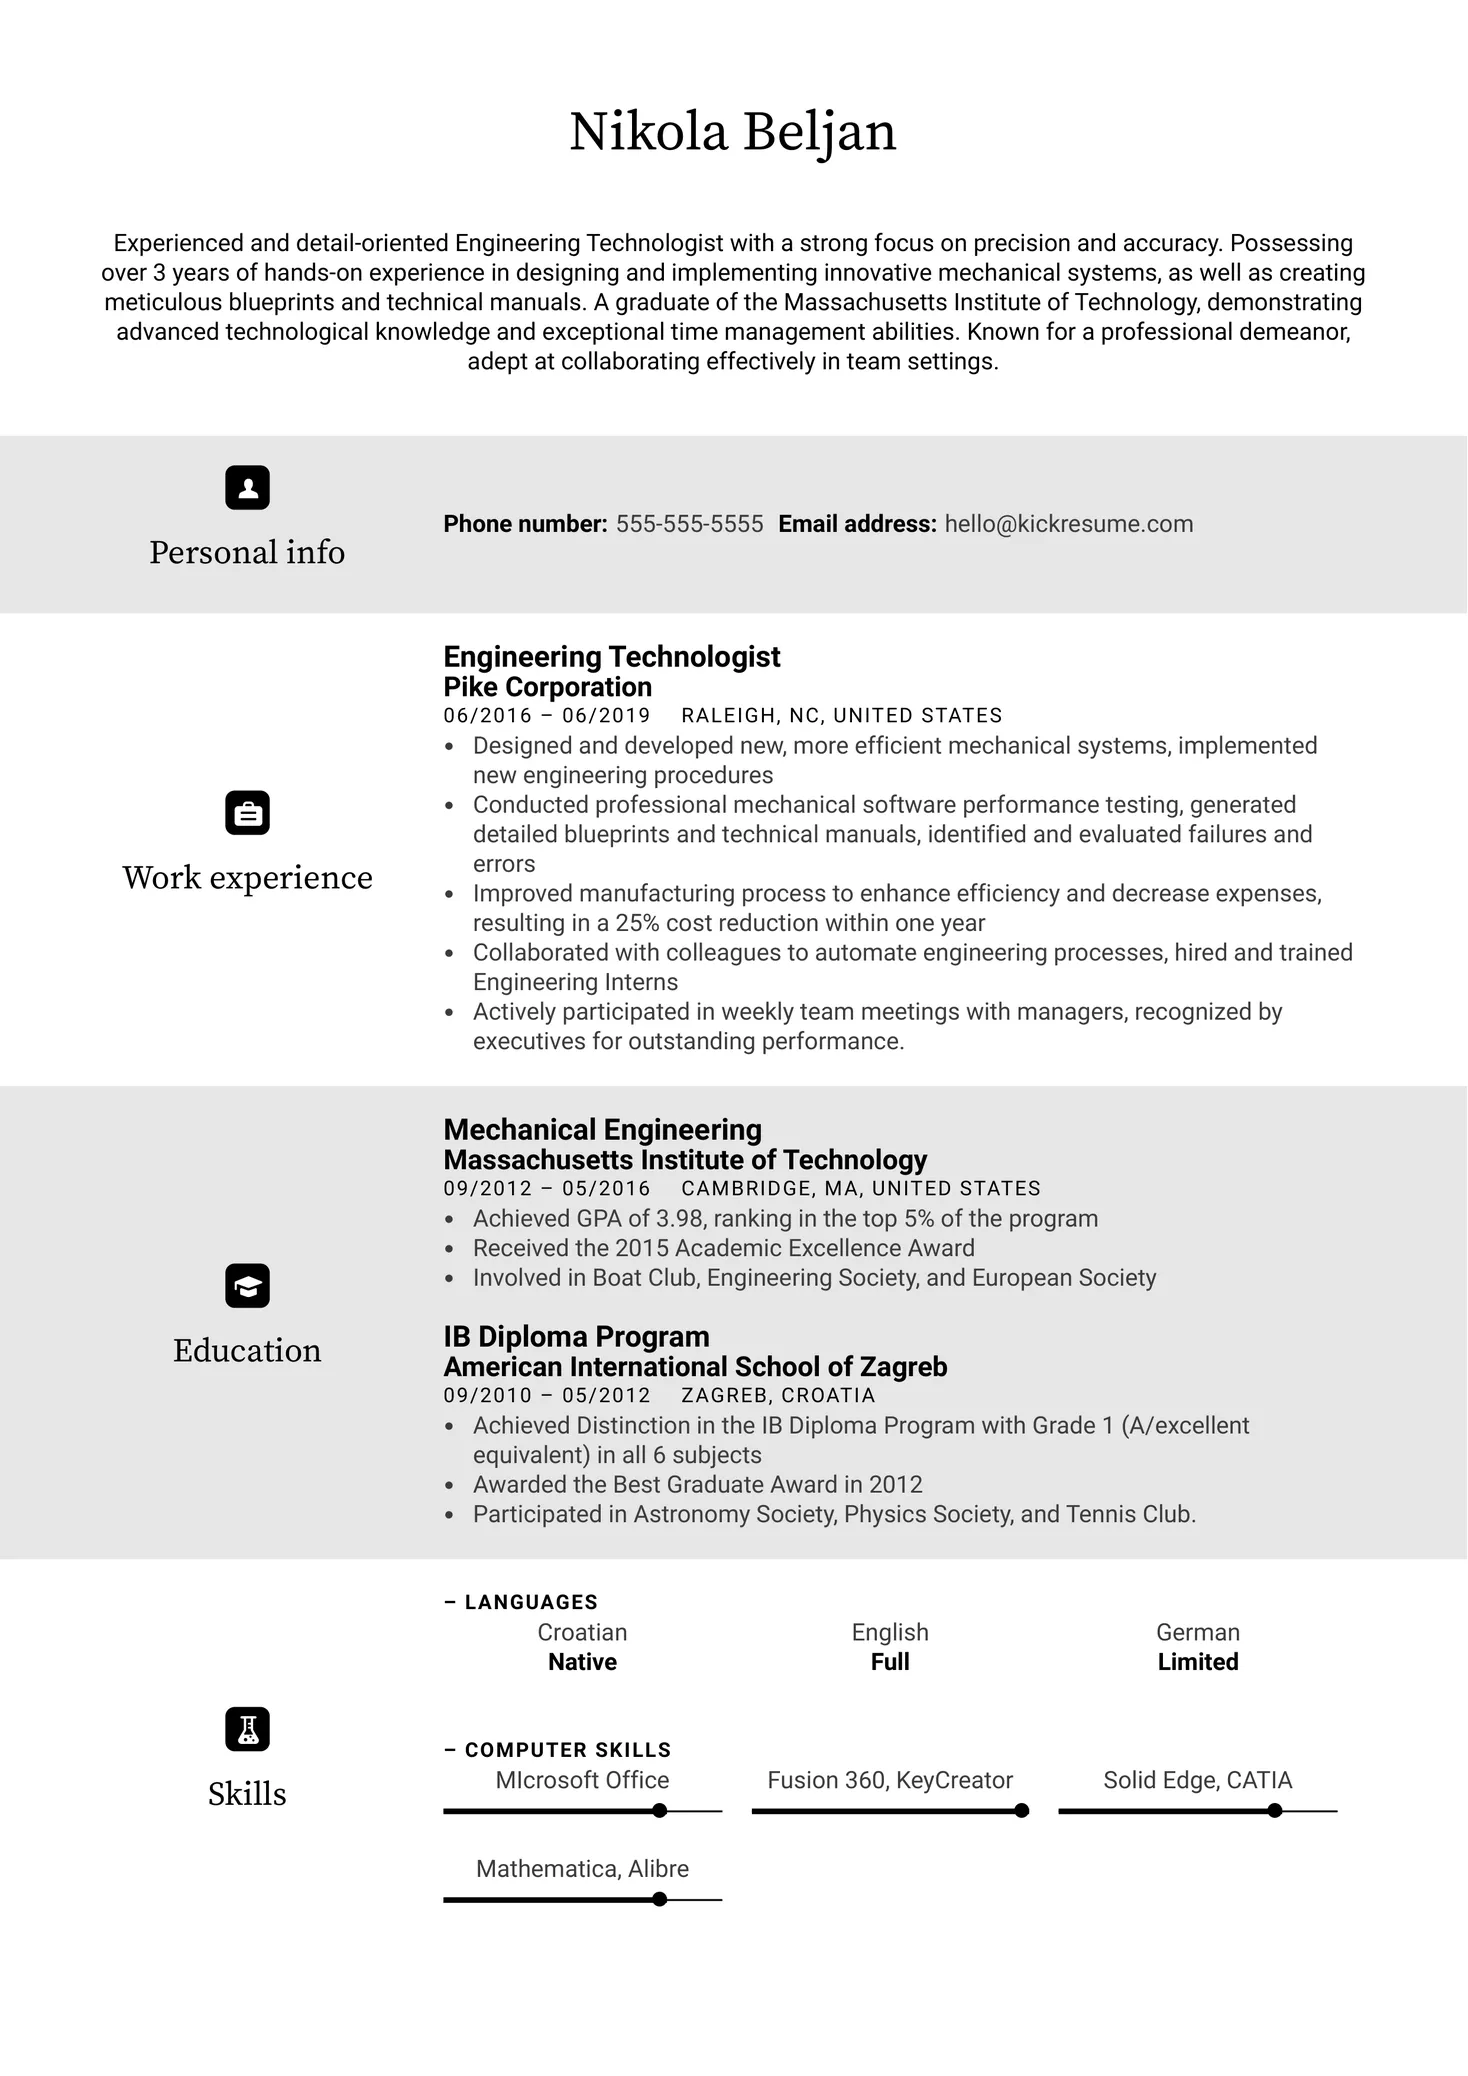 Nikola Beljan
Experienced and detail-oriented Engineering Technologist with a strong focus on precision and accuracy. Possessing
over 3 years of hands-on experience in designing and implementing innovative mechanical systems, as well as creating
meticulous blueprints and technical manuals. A graduate of the Massachusetts Institute of Technology, demonstrating
advanced technological knowledge and exceptional time management abilities. Known for a professional demeanor,
adept at collaborating effectively in team settings.
Personal info
Phone number: 555-555-5555 Email address: hello@kickresume.com
Work experience
Engineering Technologist
Pike Corporation
06/2016 – 06/2019 RALEIGH, NC, UNITED STATES
• Designed and developed new, more efficient mechanical systems, implemented
new engineering procedures
• Conducted professional mechanical software performance testing, generated
detailed blueprints and technical manuals, identified and evaluated failures and
errors
• Improved manufacturing process to enhance efficiency and decrease expenses,
resulting in a 25% cost reduction within one year
• Collaborated with colleagues to automate engineering processes, hired and trained
Engineering Interns
• Actively participated in weekly team meetings with managers, recognized by
executives for outstanding performance.
Education
Mechanical Engineering
Massachusetts Institute of Technology
09/2012 – 05/2016 CAMBRIDGE, MA, UNITED STATES
• Achieved GPA of 3.98, ranking in the top 5% of the program
• Received the 2015 Academic Excellence Award
• Involved in Boat Club, Engineering Society, and European Society
IB Diploma Program
American International School of Zagreb
09/2010 – 05/2012 ZAGREB, CROATIA
• Achieved Distinction in the IB Diploma Program with Grade 1 (A/excellent
equivalent) in all 6 subjects
• Awarded the Best Graduate Award in 2012
• Participated in Astronomy Society, Physics Society, and Tennis Club.
Skills
– LANGUAGES
Croatian English German
Native Full Limited
– COMPUTER SKILLS
MIcrosoft Office Fusion 360, KeyCreator Solid Edge, CATIA
Mathematica, Alibre